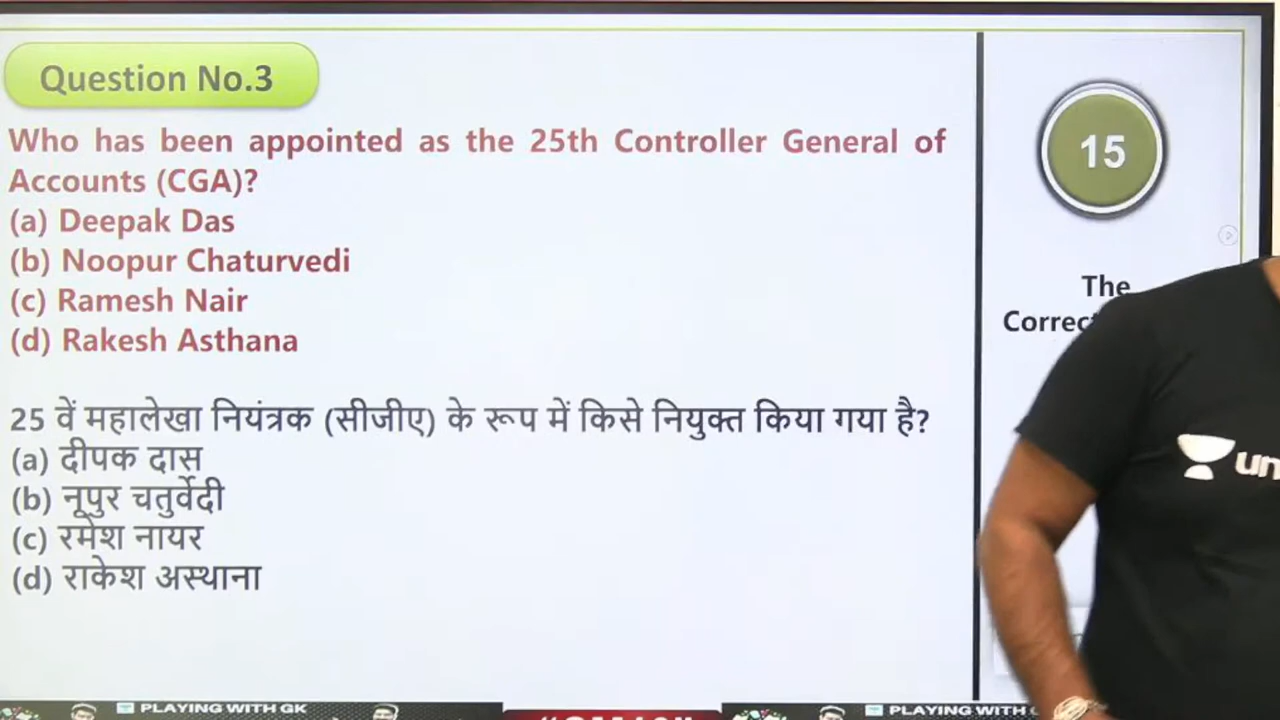 Question No.3
Who has been appointed as the 25th Controller General of
Accounts (CGA)?
(a) Deepak Das
(b) Noopur Chaturvedi
(c) Ramesh Nair
(d) Rakesh Asthana
25 वें महालेखा नियंत्रक (सीजीए) के रूप में किसे नियुक्त किया गया है?
(a) दीपक दास
(b) नूपुर चतुर्वेदी
(c) रमेश नायर
(d) राकेश अस्थाना
15
The
PLAYING WITH GK
PLAYING WITH